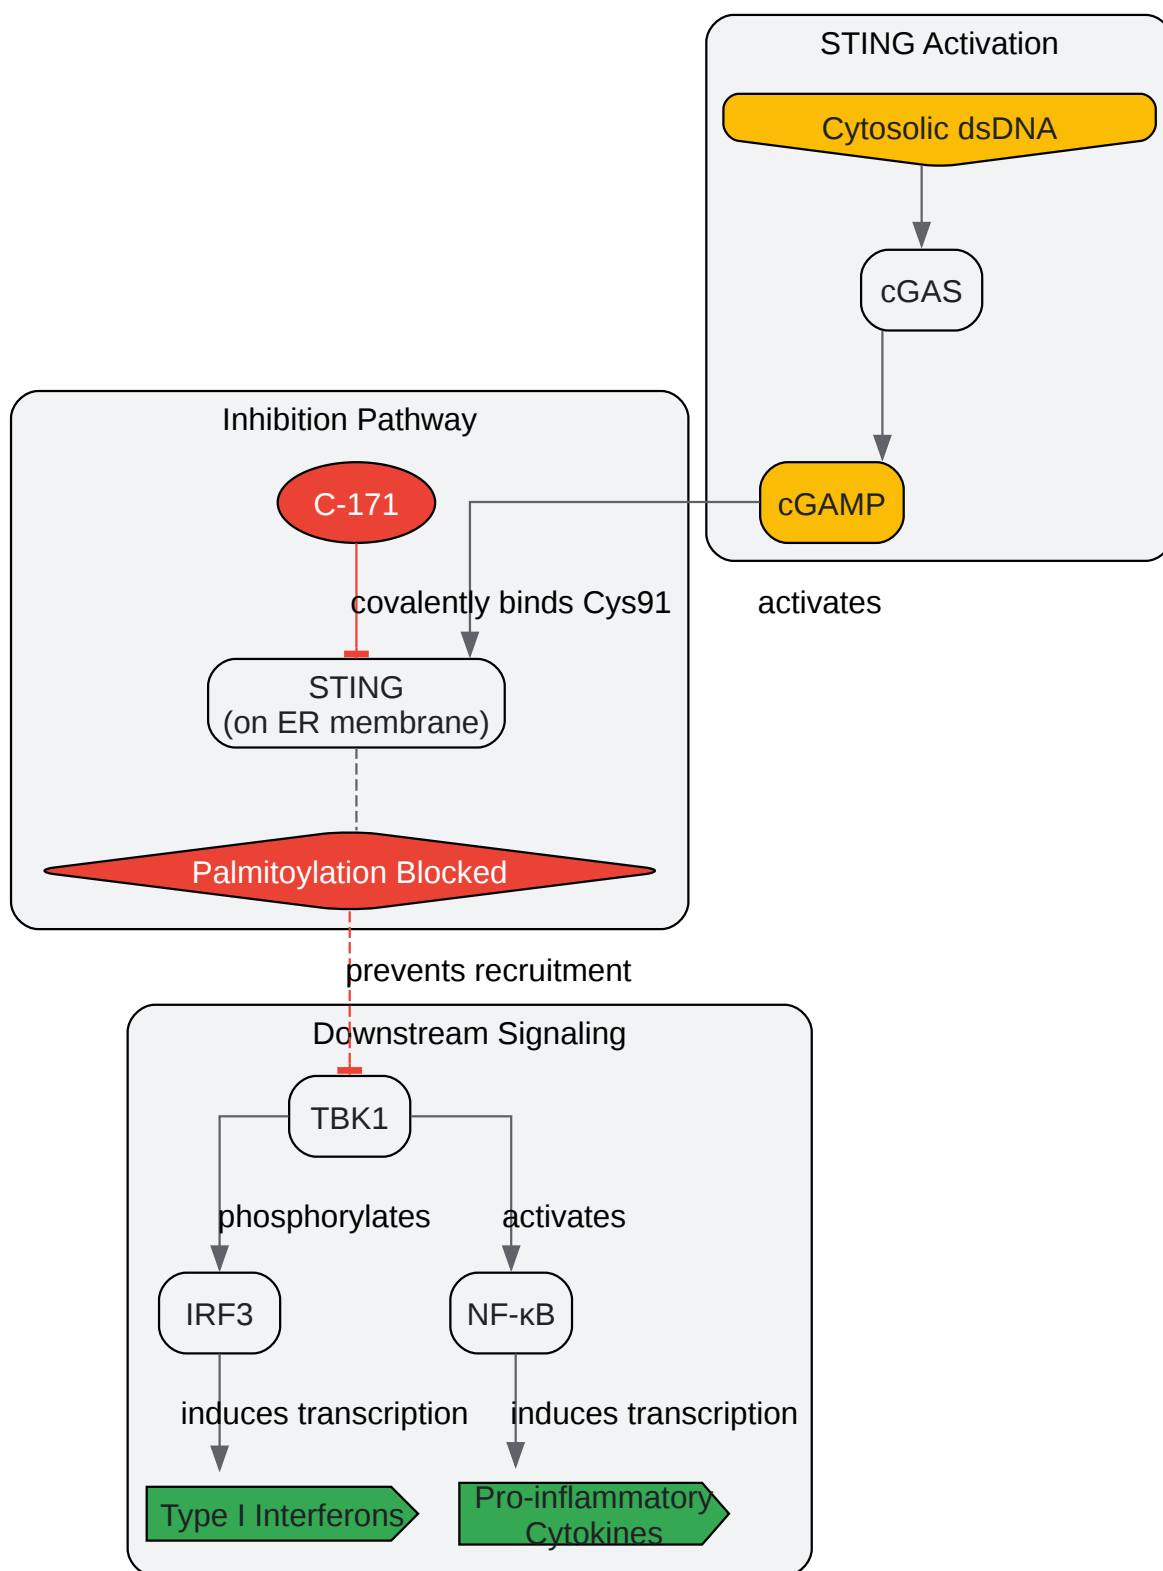 STING Activation
Cytosolic dsDNA
cGAS
Inhibition Pathway
C-171
cGAMP
covalently binds Cys91
activates
STING
(on ER membrane)
Palmitoylation Blocked
prevents recruitment
Downstream Signaling
TBK1
phosphorylates
activates
IRF3
NF-κB
induces transcription
induces transcription
Type I Interferons
Pro-inflammatory
Cytokines